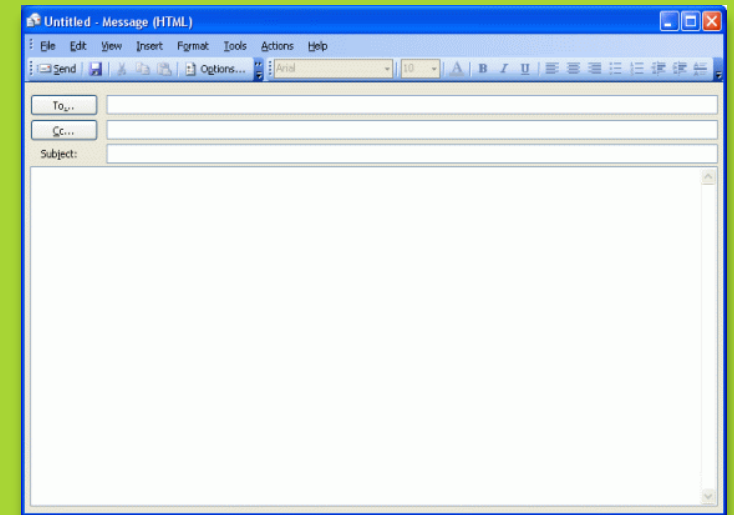 Untitled - Message (HTML)
File Edit View Insert Format Tools Actions Help
Send Options... Arial 10 A B I U
To...
Cc...
Subject: